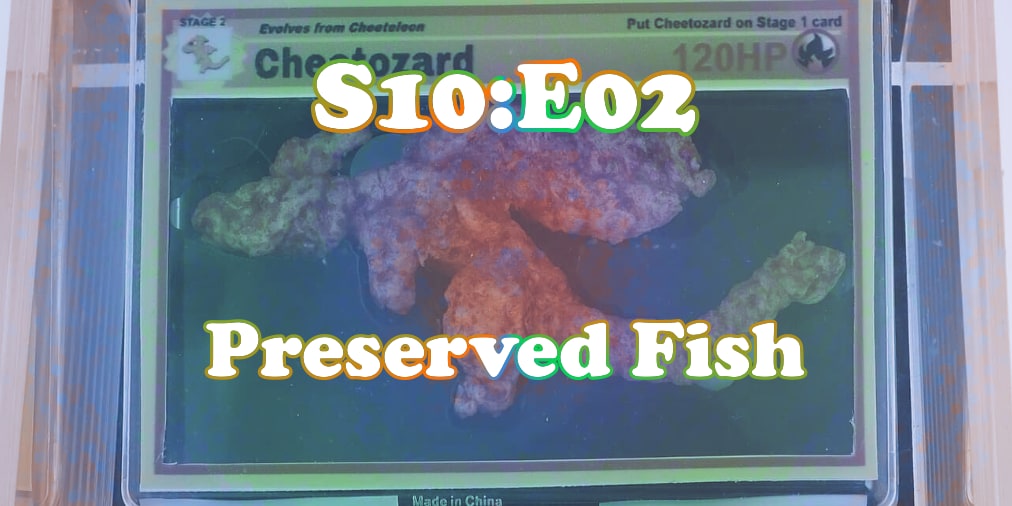 STAGE 2
Evolves from Cheetoleon
Put Cheetozard on Stage 1 card
Cheetozard
120HP
S10:E02
Preserved Fish
Made in China